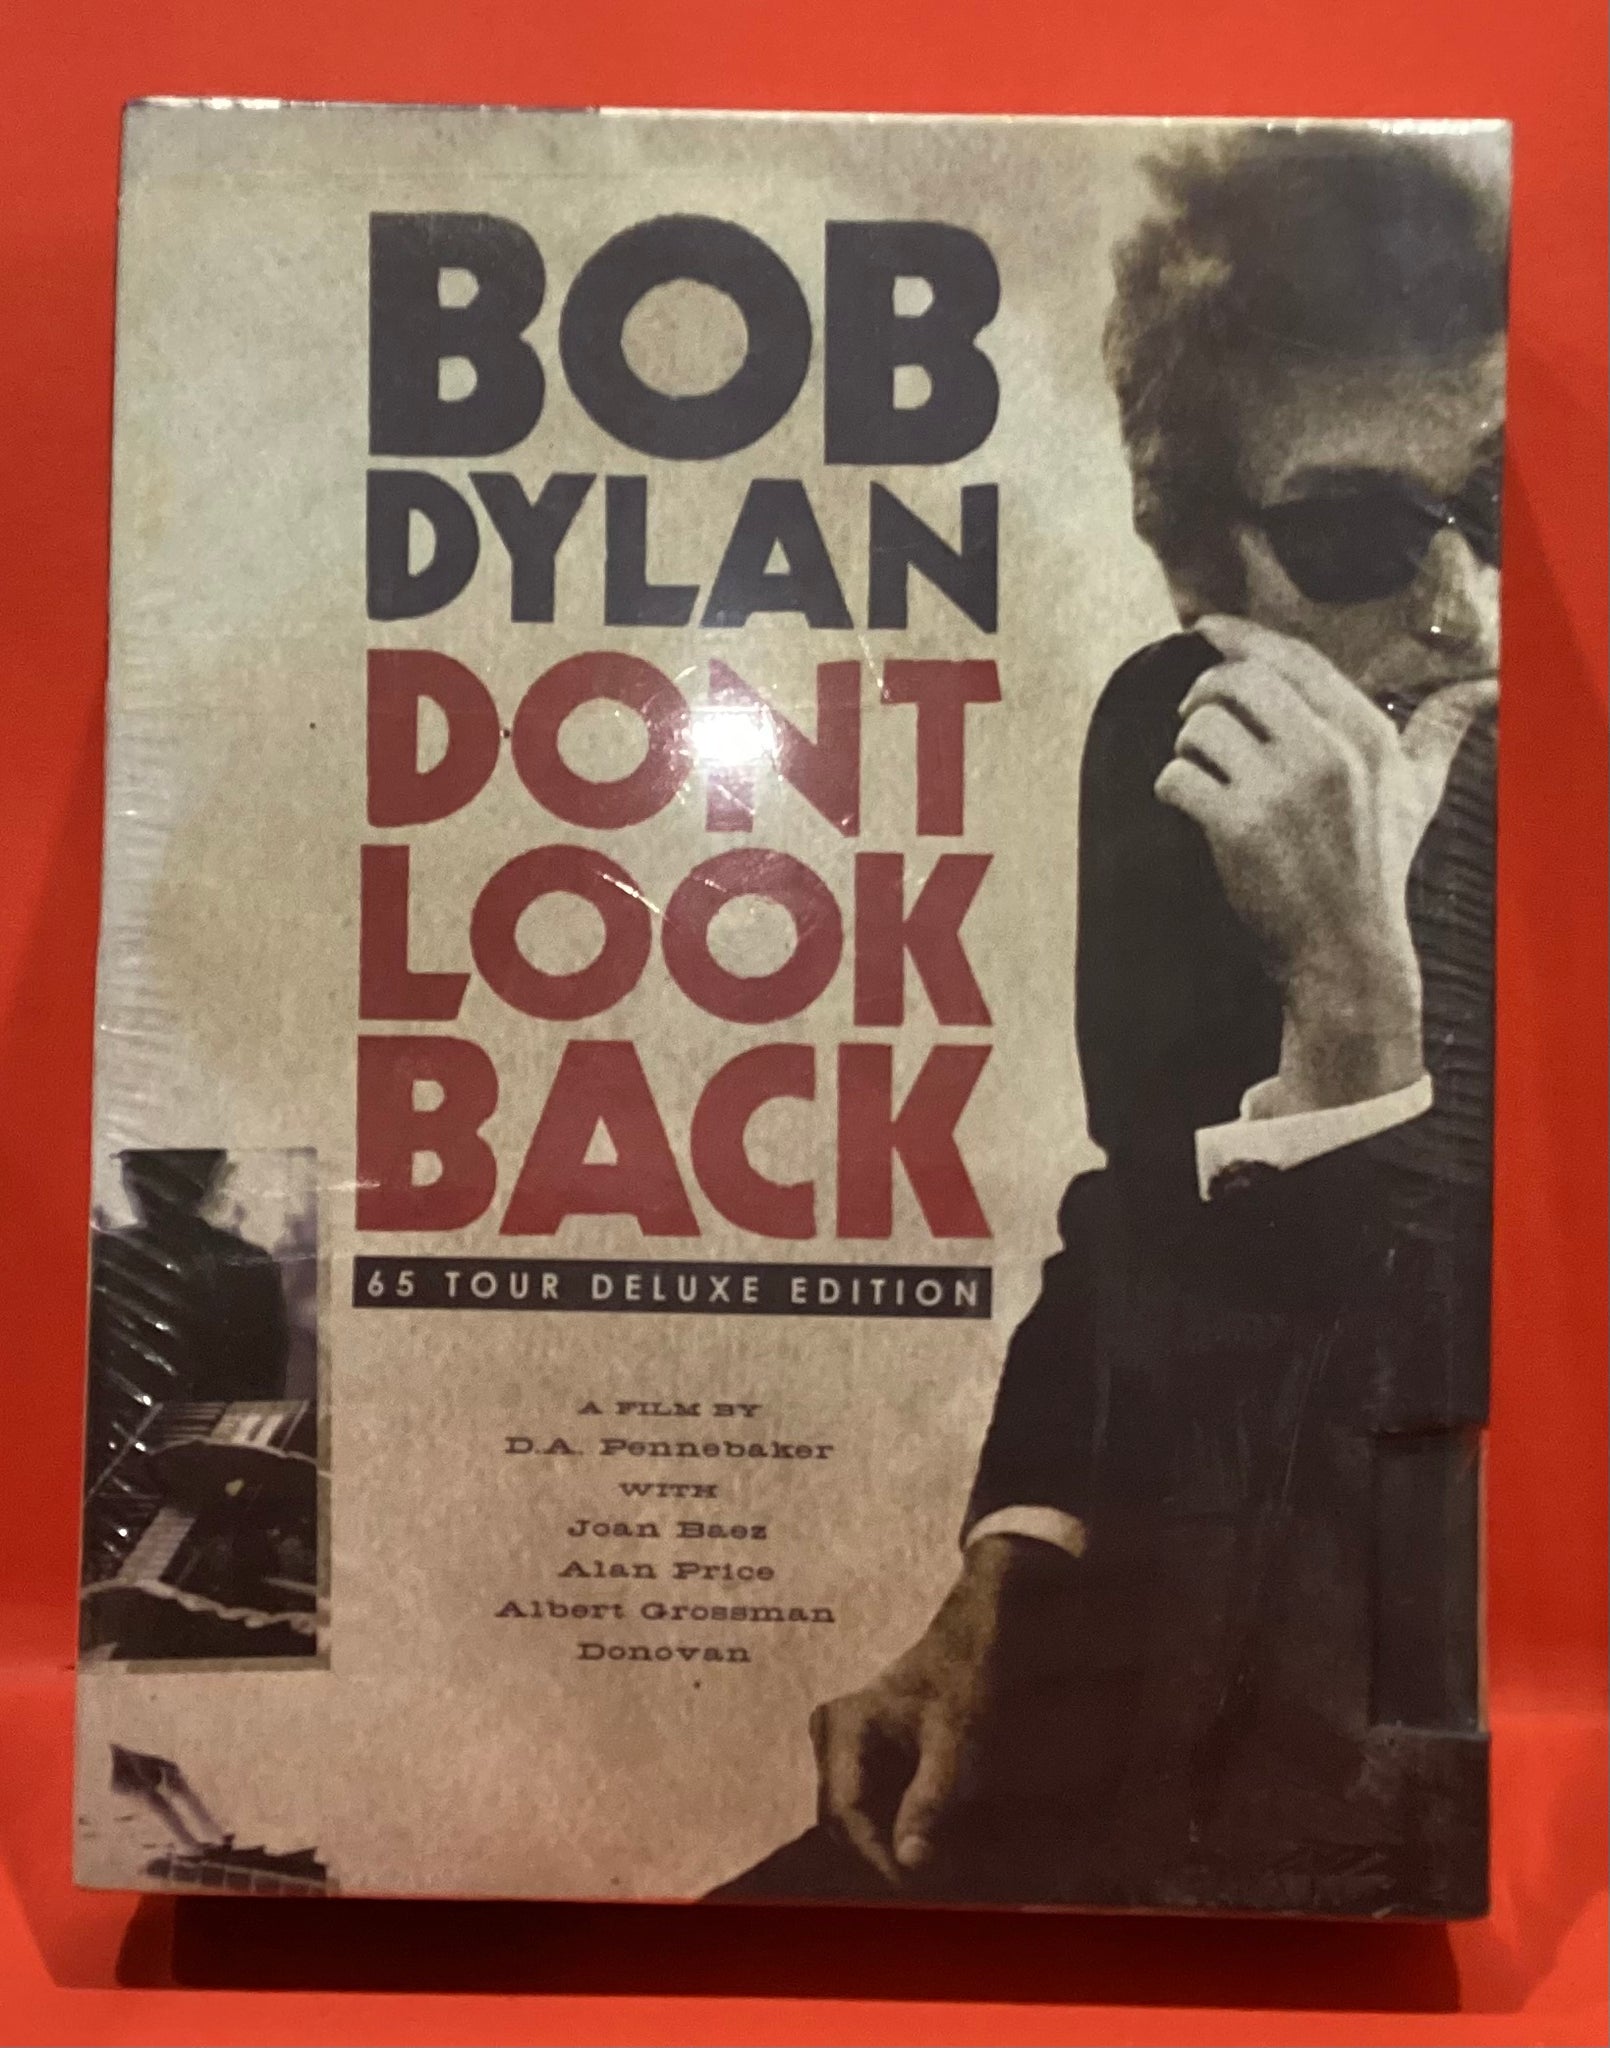 BOB
DYLAN
DONT
LOOK
BACK
65 TOUR DELUXE EDITION
A FILM BY
D.A. Pennebaker
WITH
Joan Baez
Alan Price
Albert Grossman
Donovan